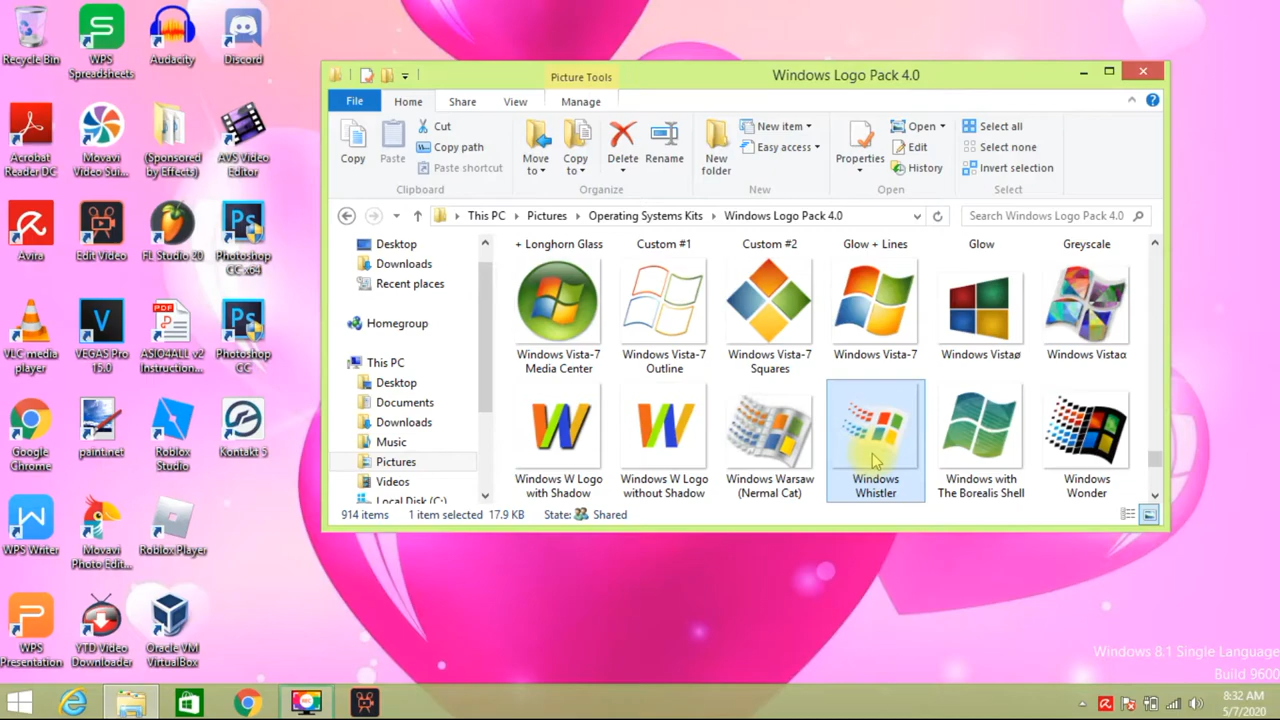 Recycle Bin
WPS
Spreadsheets
Audacity
Discord
Acrobat
Reader DC
Movavi
Video Sui...
(Sponsored
by Effects)
AVS Video
Editor
Avira
Edit Video
FL Studio 20
Photoshop
CC x64
VLC media
player
VEGAS Pro
15.0
ASIO4ALL v2
Instruction...
Photoshop
CC
Google
Chrome
paint.net
Roblox
Studio
Kontakt 5
WPS Writer
Movavi
Photo Edit...
Roblox Player
WPS
Presentation
YTD Video
Downloader
Oracle VM
VirtualBox
Picture Tools
Windows Logo Pack 4.0
File
Home
Share
View
Manage
Copy
Paste
Cut
Copy path
Paste shortcut
Clipboard
Move
to
Copy
to
Delete
Rename
Organize
New
folder
New item
Easy access
New
Properties
Open
Edit
History
Open
Select all
Select none
Invert selection
Select
This PC
Pictures
Operating Systems Kits
Windows Logo Pack 4.0
Search Windows Logo Pack 4.0
Desktop
Downloads
Recent places
Homegroup
This PC
Desktop
Documents
Downloads
Music
Pictures
Videos
Local Disk (C:)
+ Longhorn Glass
Custom #1
Custom #2
Glow + Lines
Glow
Greyscale
Windows Vista-7
Media Center
Windows Vista-7
Outline
Windows Vista-7
Squares
Windows Vista-7
Windows Vistaø
Windows Vistaα
Windows W Logo
with Shadow
Windows W Logo
without Shadow
Windows Warsaw
(Nermal Cat)
Windows
Whistler
Windows with
The Borealis Shell
Windows
Wonder
914 items
1 item selected 17.9 KB
State: Shared
Windows 8.1 Single Language
Build 9600
8:32 AM
5/7/2020